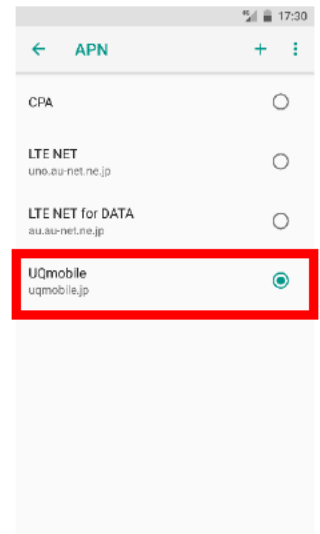 17:30
APN
CPA
LTE NET
uno.au-net.ne.jp
LTE NET for DATA
au.au-net.ne.jp
UQmobile
uqmobile.jp